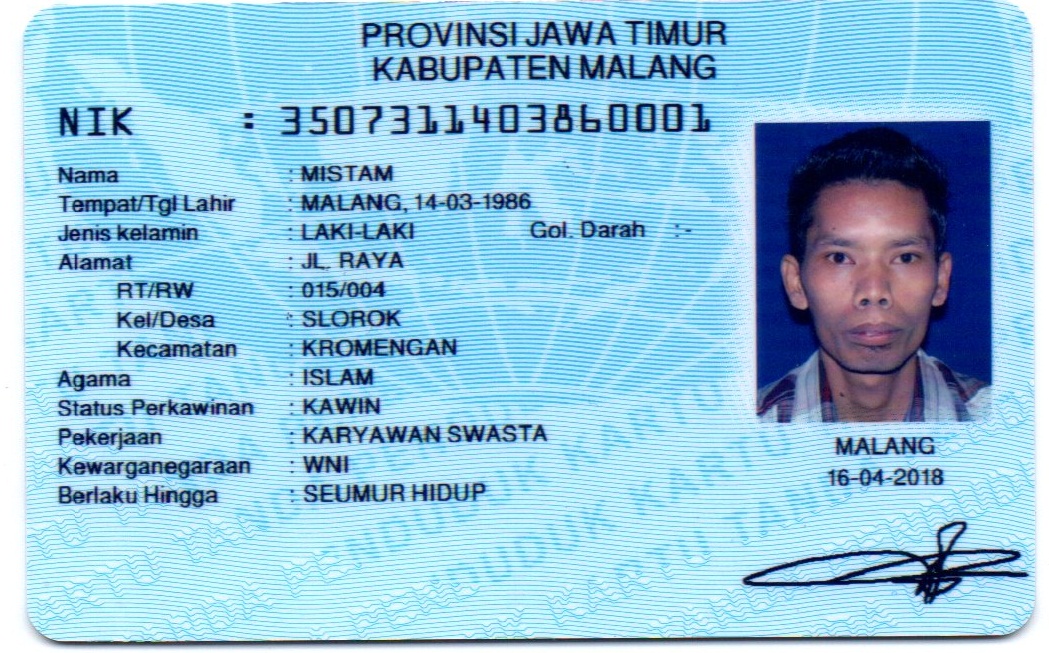 PROVINSI JAWA TIMUR
KABUPATEN MALANG
NIK : 3507311403860001
Nama : MISTAM
Tempat/Tgl Lahir : MALANG, 14-03-1986
Jenis kelamin : LAKI-LAKI Gol. Darah : -
Alamat : JL. RAYA
RT/RW : 015/004
Kel/Desa : SLOROK
Kecamatan : KROMENGAN
Agama : ISLAM
Status Perkawinan : KAWIN
Pekerjaan : KARYAWAN SWASTA
Kewarganegaraan : WNI
Berlaku Hingga : SEUMUR HIDUP
MALANG
16-04-2018